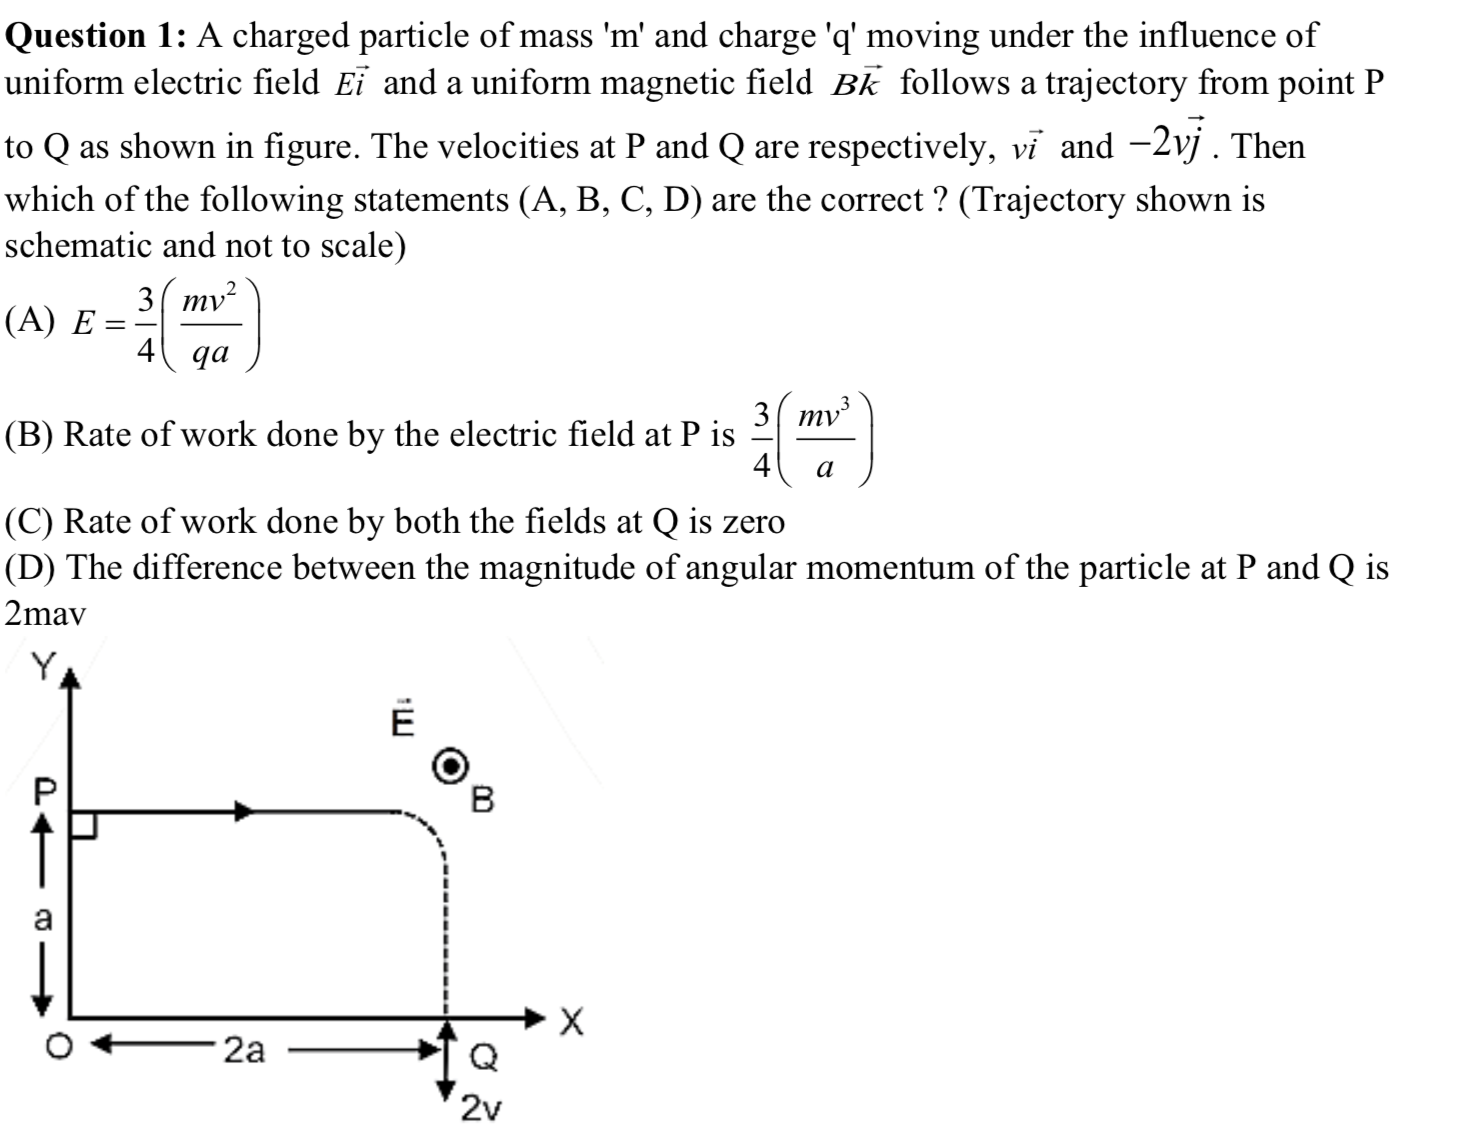 Question 1: A charged particle of mass 'm' and charge 'q' moving under the influence of
uniform electric field E\vec{i} and a uniform magnetic field B\vec{k} follows a trajectory from point P
to Q as shown in figure. The velocities at P and Q are respectively, v\vec{i} and −2v\vec{j}. Then
which of the following statements (A, B, C, D) are the correct ? (Trajectory shown is
schematic and not to scale)
(A) E = \frac{3}{4}\left(\frac{mv^2}{qa}\right)
(B) Rate of work done by the electric field at P is \frac{3}{4}\left(\frac{mv^3}{a}\right)
(C) Rate of work done by both the fields at Q is zero
(D) The difference between the magnitude of angular momentum of the particle at P and Q is
2mav
Y
\vec{E}
P
B
a
X
O
2a
Q
2v